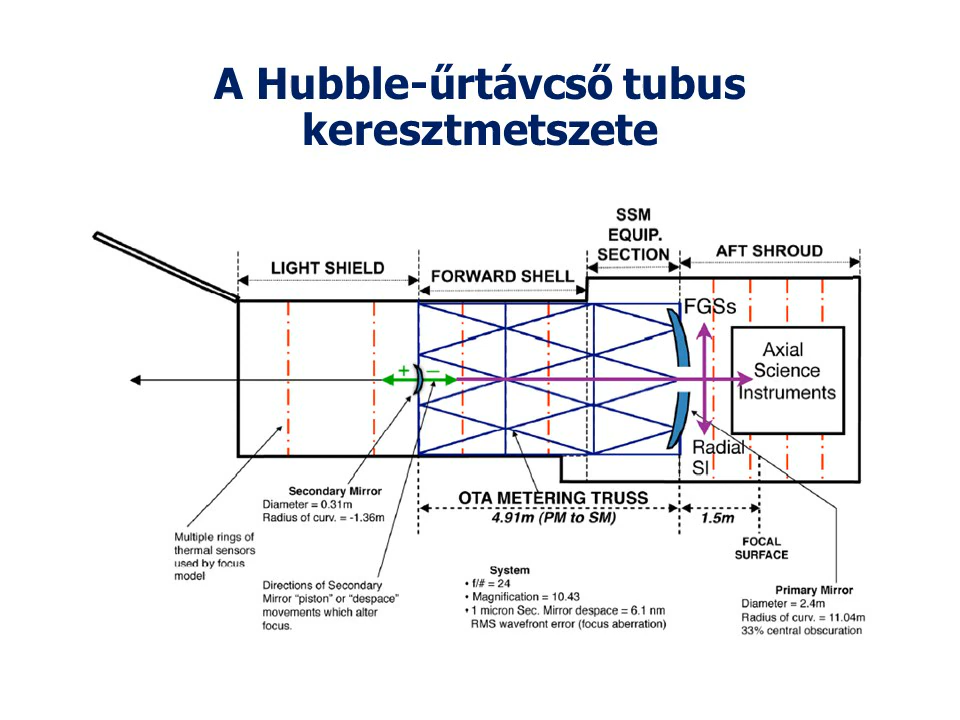 A Hubble-űrtávcső tubus
keresztmetszete
SSM
EQUIP.
SECTION
AFT SHROUD
LIGHT SHIELD
FORWARD SHELL
FGSs
Axial
Science
Instruments
+
–
Radial
SI
Secondary Mirror
Diameter = 0.31m
Radius of curv. = -1.36m
OTA METERING TRUSS
4.91m (PM to SM)
1.5m
Multiple rings of
thermal sensors
used by focus
model
FOCAL
SURFACE
Directions of Secondary
Mirror "piston" or "despace"
movements which alter
focus.
System
• f/# = 24
• Magnification = 10.43
• 1 micron Sec. Mirror despace = 6.1 nm
RMS wavefront error (focus aberration)
Primary Mirror
Diameter = 2.4m
Radius of curv. = 11.04m
33% central obscuration